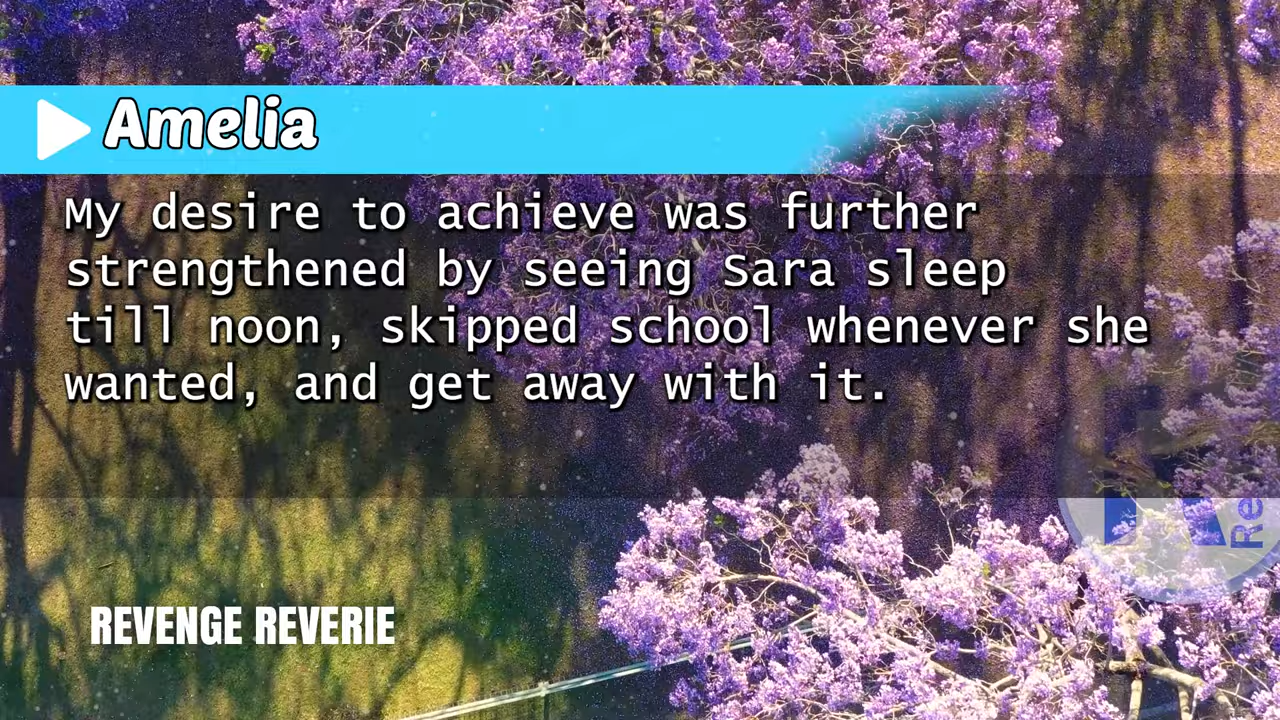 Amelia
My desire to achieve was further
strengthened by seeing Sara sleep
till noon, skipped school whenever she
wanted, and get away with it.
Re
REVENGE REVERIE